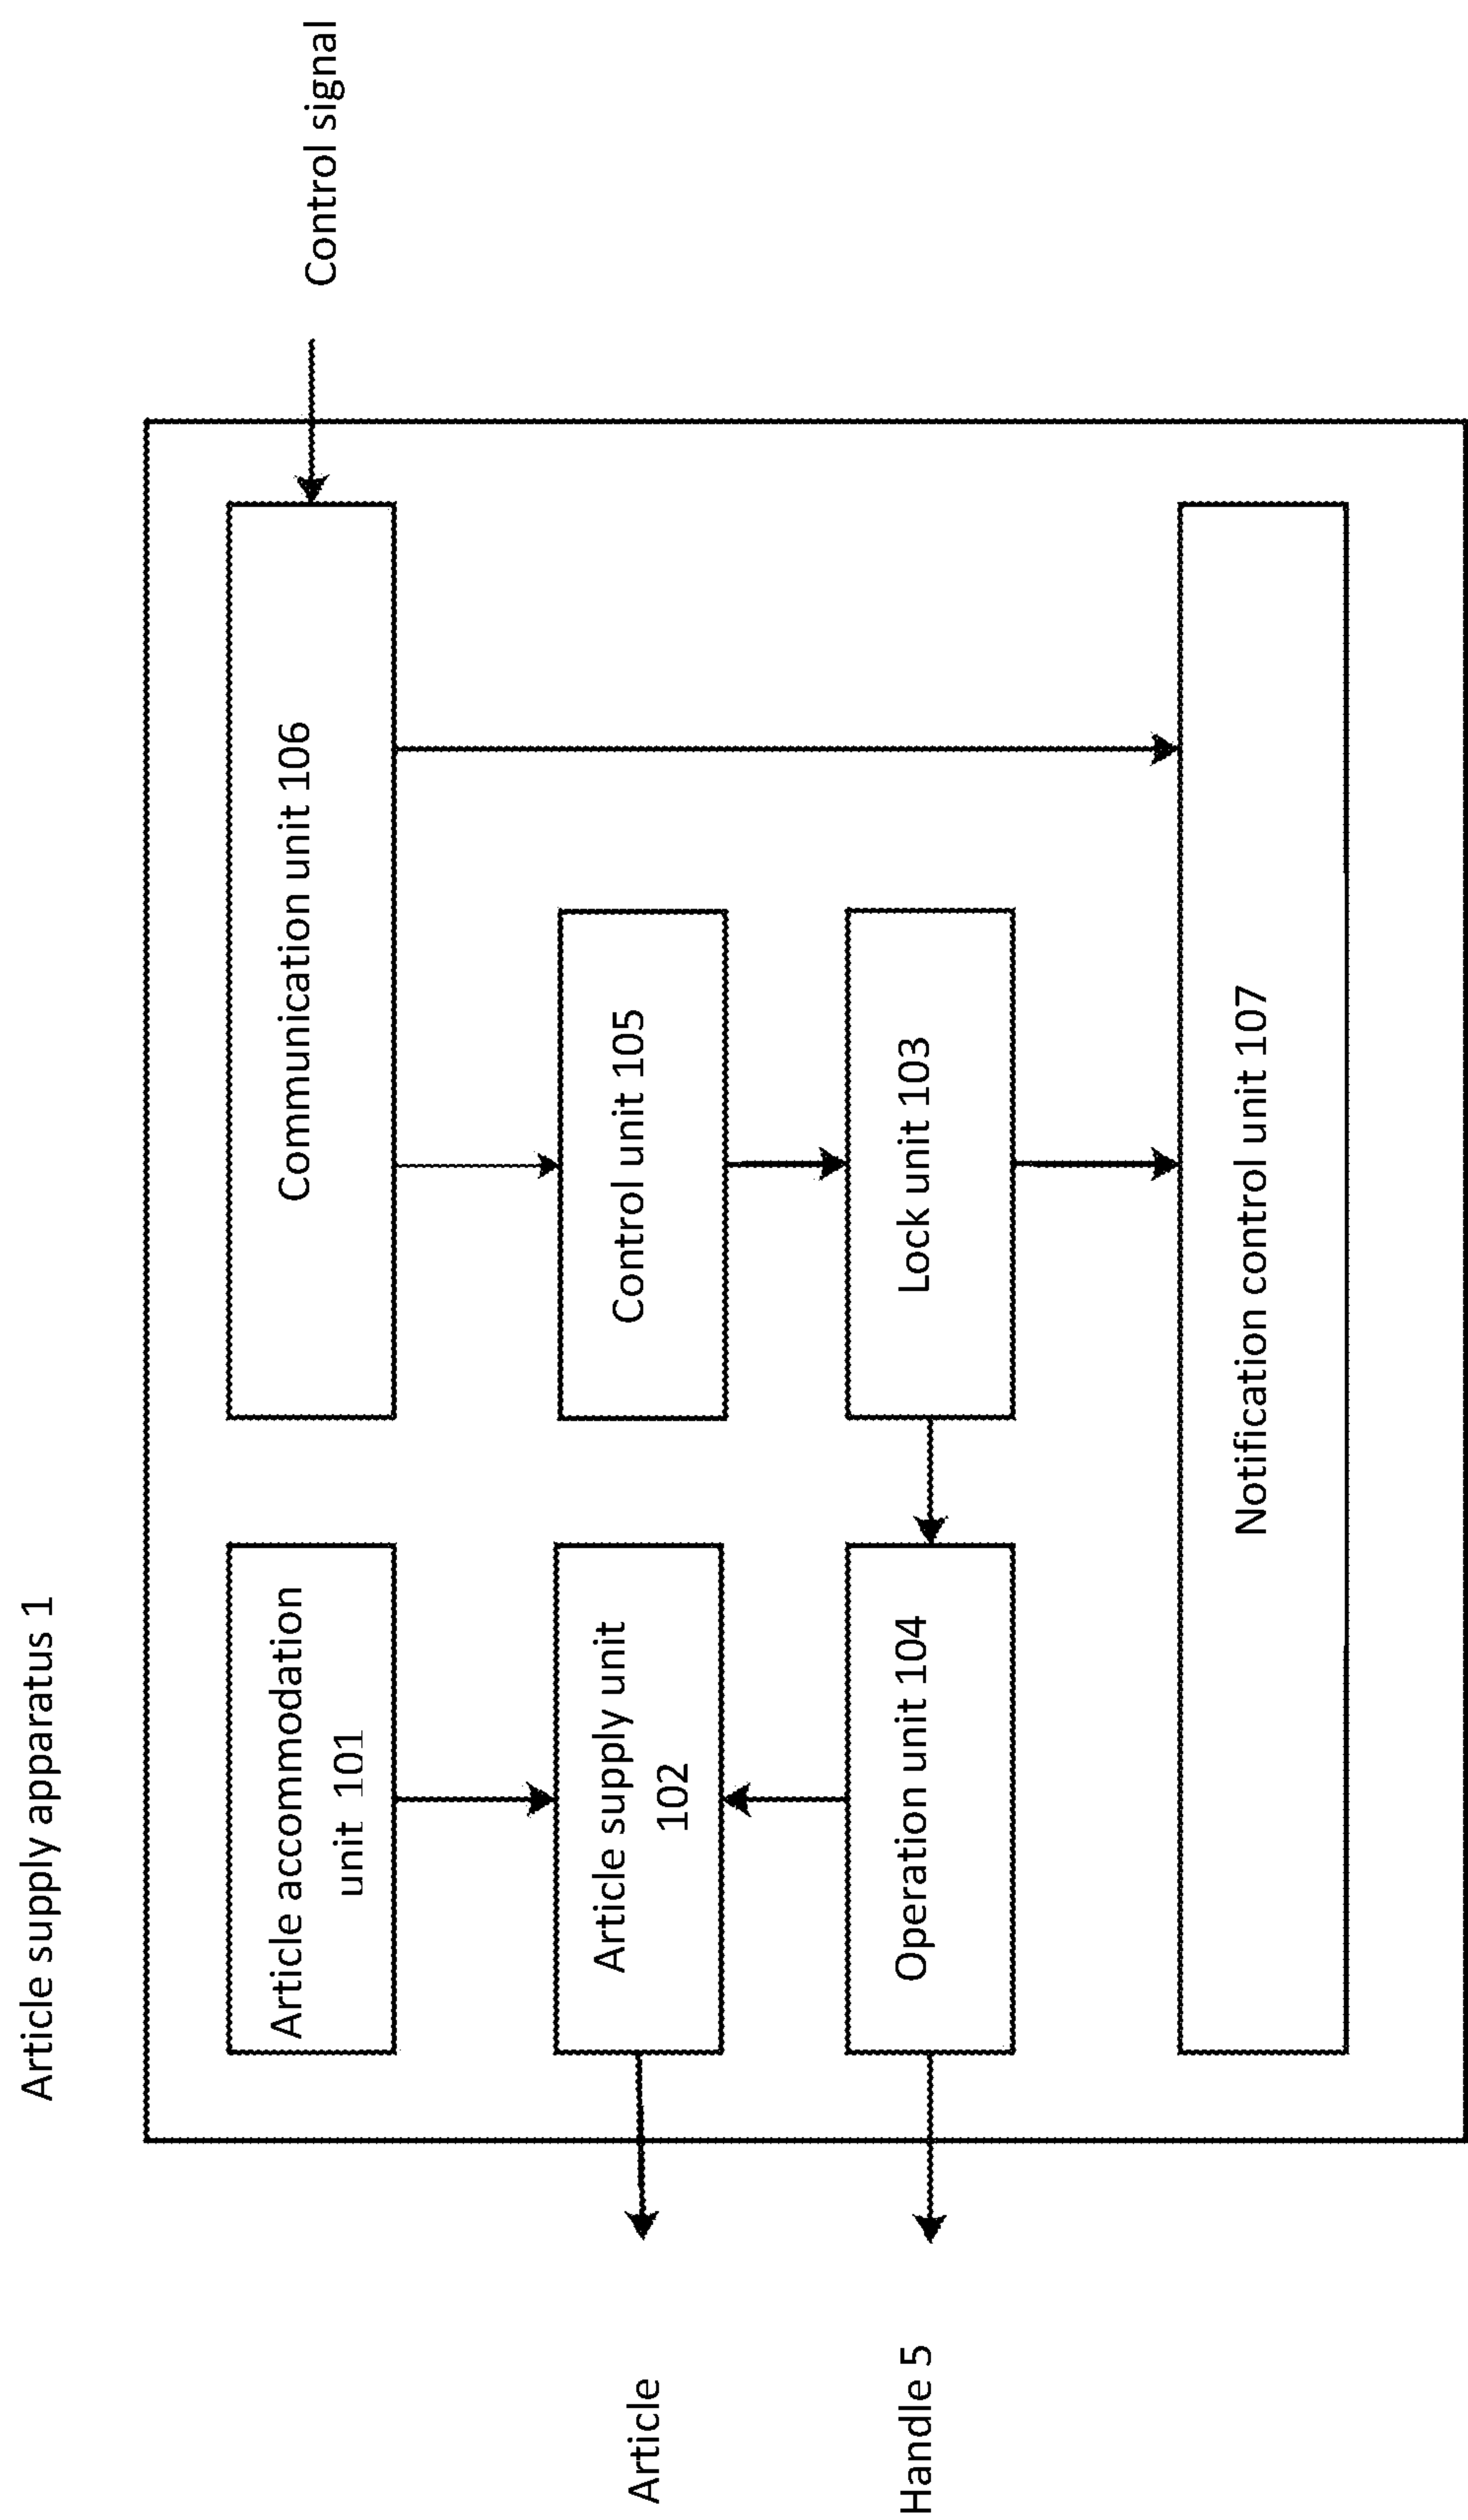 Article supply apparatus 1
Article accommodation
unit 101
Communication unit 106
Control signal
Article supply unit
102
Control unit 105
Article
Operation unit 104
Lock unit 103
Handle 5
Notification control unit 107